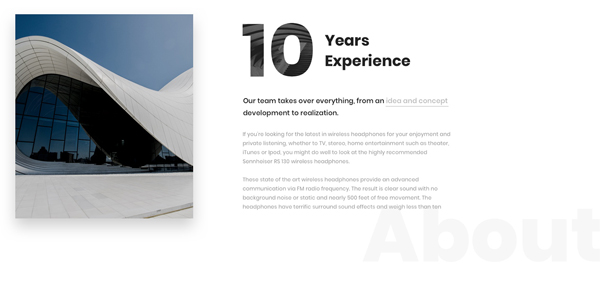 10 Years
Experience
Our team takes over everything, from an idea and concept
development to realization.
If you're looking for the latest in wireless headphones for your enjoyment and
private listening, whether to TV, stereo, home entertainment such as theater,
iTunes or Ipod, you might do well to look at the highly recommended
Sennheiser RS 130 wireless headphones.
These state of the art wireless headphones provide an advanced
communication via FM radio frequency. The result is clear sound with no
background noise or static and nearly 500 feet of free movement. The
headphones have terrific surround sound effects and weigh less than ten
About